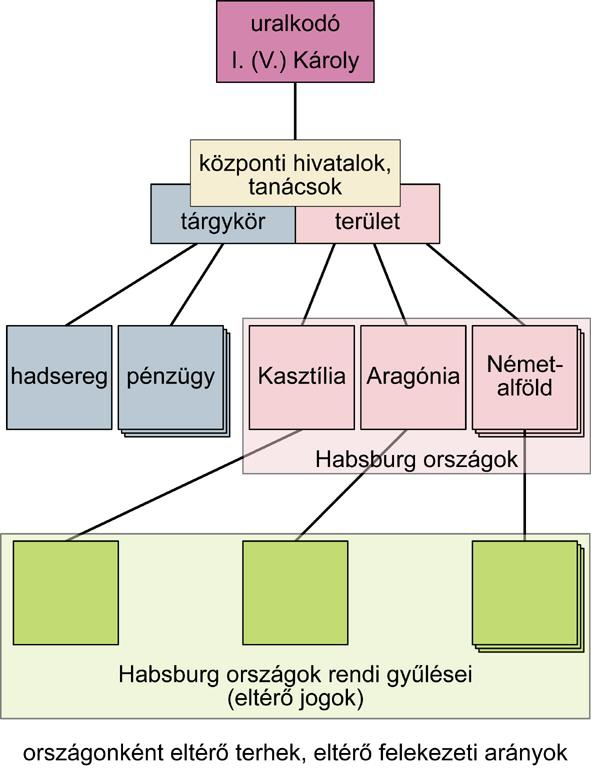 uralkodó
I. (V.) Károly
központi hivatalok,
tanácsok
tárgykör
terület
hadsereg
pénzügy
Kasztília
Aragónia
Német-
alföld
Habsburg országok
Habsburg országok rendi gyűlései
(eltérő jogok)
országonként eltérő terhek, eltérő felekezeti arányok